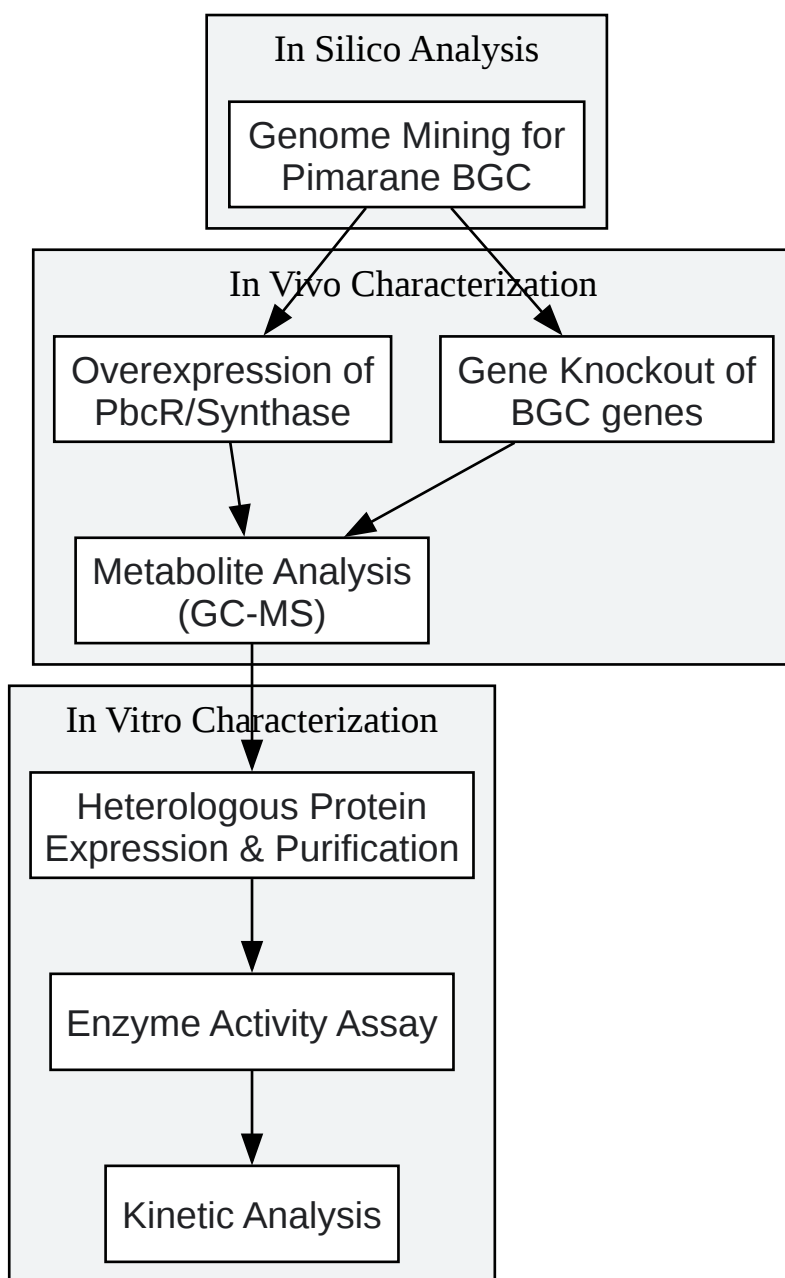 In Silico Analysis
Genome Mining for
Pimarane BGC
In Vivo Characterization
Overexpression of
PbcR/Synthase
Gene Knockout of
BGC genes
Metabolite Analysis
(GC-MS)
In Vitro Characterization
Heterologous Protein
Expression & Purification
Enzyme Activity Assay
Kinetic Analysis